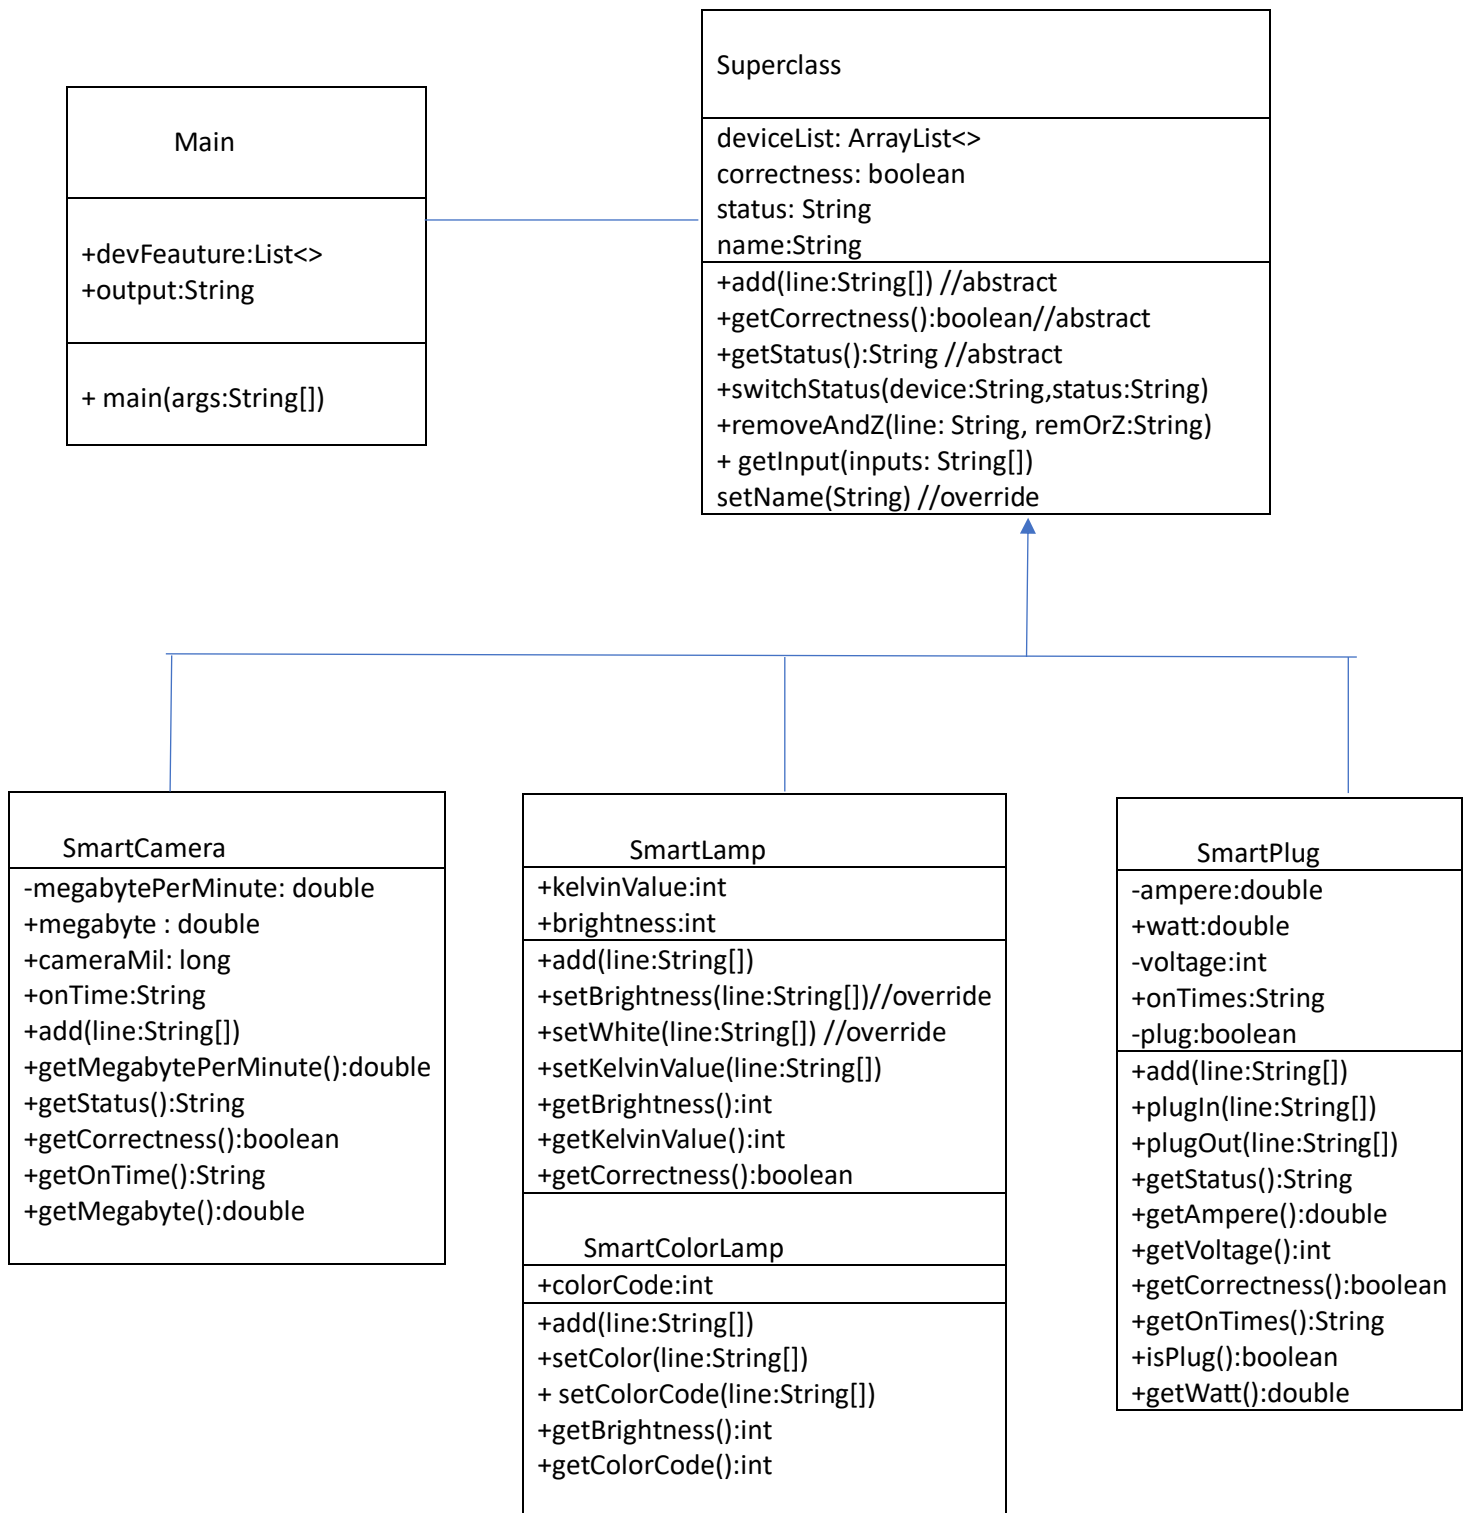 Main
+devFeauture:List<>
+output:String
+ main(args:String[])
Superclass
deviceList: ArrayList<>
correctness: boolean
status: String
name:String
+add(line:String[]) //abstract
+getCorrectness():boolean//abstract
+getStatus():String //abstract
+switchStatus(device:String,status:String)
+removeAndZ(line: String, remOrZ:String)
+ getInput(inputs: String[])
setName(String) //override
SmartCamera
-megabytePerMinute: double
+megabyte : double
+cameraMil: long
+onTime:String
+add(line:String[])
+getMegabytePerMinute():double
+getStatus():String
+getCorrectness():boolean
+getOnTime():String
+getMegabyte():double
SmartLamp
+kelvinValue:int
+brightness:int
+add(line:String[])
+setBrightness(line:String[])//override
+setWhite(line:String[]) //override
+setKelvinValue(line:String[])
+getBrightness():int
+getKelvinValue():int
+getCorrectness():boolean
SmartColorLamp
+colorCode:int
+add(line:String[])
+setColor(line:String[])
+ setColorCode(line:String[])
+getBrightness():int
+getColorCode():int
SmartPlug
-ampere:double
+watt:double
-voltage:int
+onTimes:String
-plug:boolean
+add(line:String[])
+plugIn(line:String[])
+plugOut(line:String[])
+getStatus():String
+getAmpere():double
+getVoltage():int
+getCorrectness():boolean
+getOnTimes():String
+isPlug():boolean
+getWatt():double